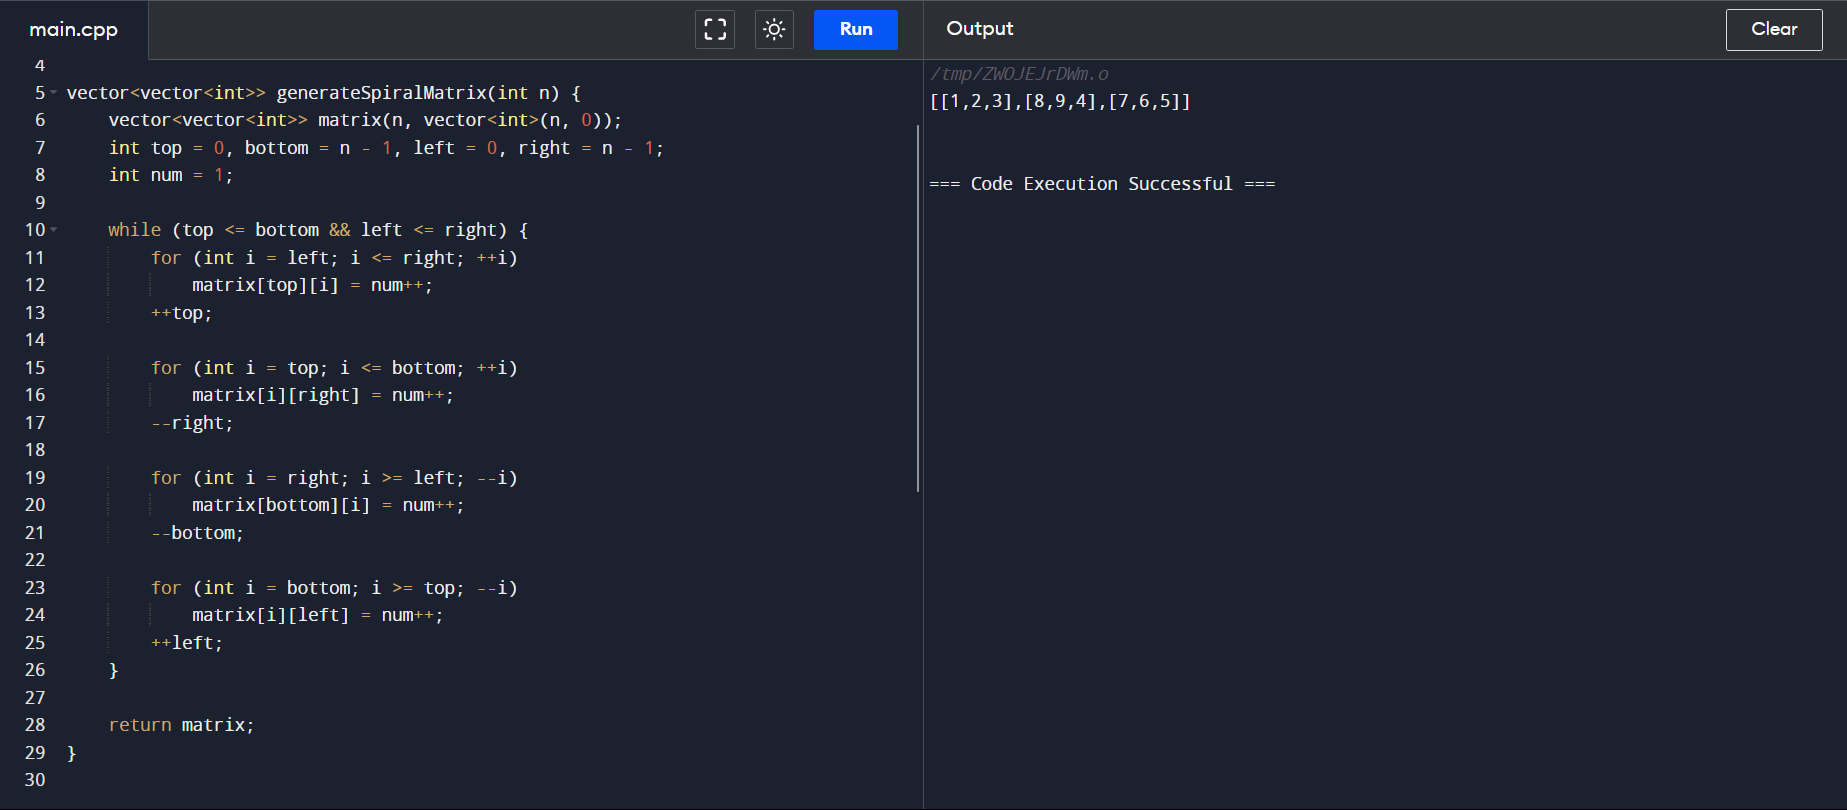 main.cpp
Run
Output
Clear
4
5 vector<vector<int>> generateSpiralMatrix(int n) {
6     vector<vector<int>> matrix(n, vector<int>(n, 0));
7     int top = 0, bottom = n - 1, left = 0, right = n - 1;
8     int num = 1;
9
10     while (top <= bottom && left <= right) {
11         for (int i = left; i <= right; ++i)
12             matrix[top][i] = num++;
13         ++top;
14
15         for (int i = top; i <= bottom; ++i)
16             matrix[i][right] = num++;
17         --right;
18
19         for (int i = right; i >= left; --i)
20             matrix[bottom][i] = num++;
21         --bottom;
22
23         for (int i = bottom; i >= top; --i)
24             matrix[i][left] = num++;
25         ++left;
26     }
27
28     return matrix;
29 }
30
/tmp/ZWOJEJrDWm.o
[[1,2,3],[8,9,4],[7,6,5]]
=== Code Execution Successful ===